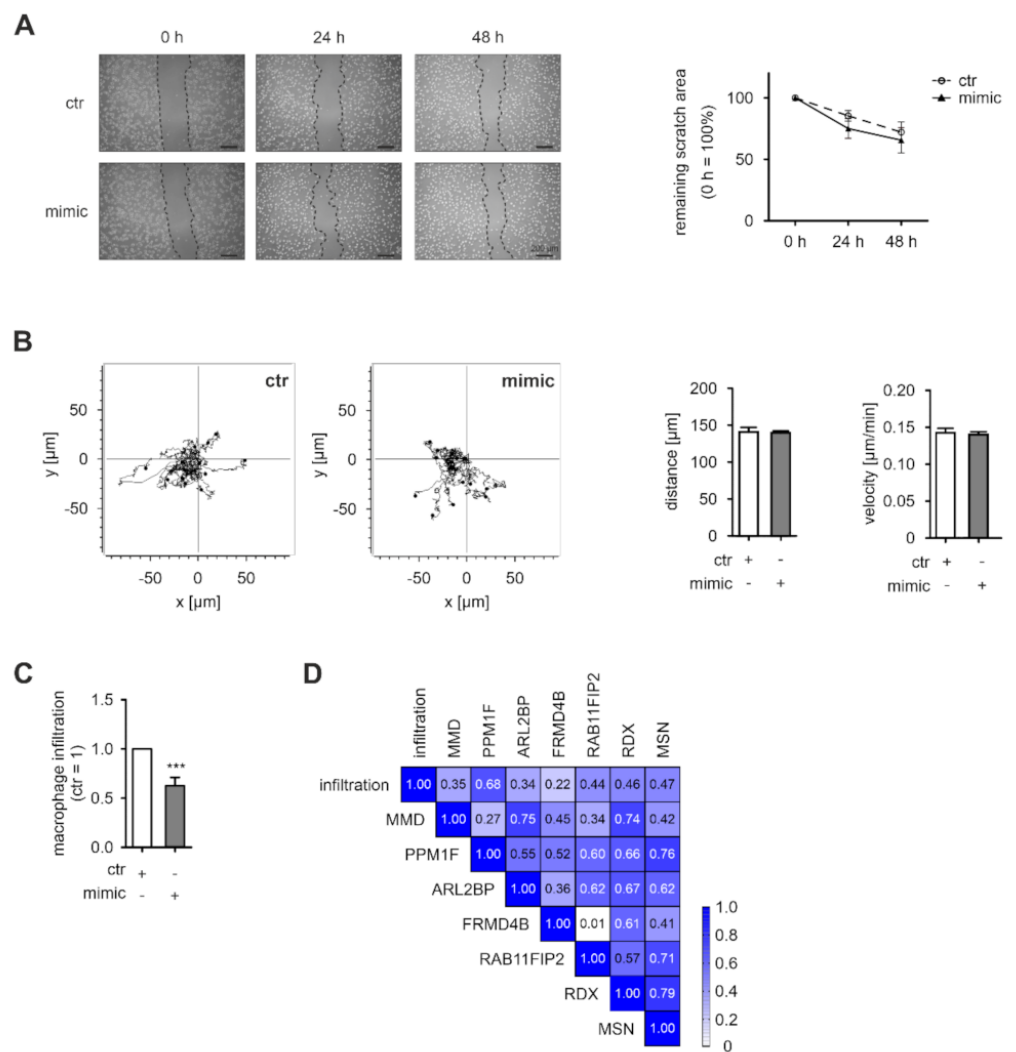 A
0 h 24 h 48 h
ctr
mimic
200 µm
remaining scratch area
(0 h = 100%)
100
50
0
0 h 24 h 48 h
ctr
mimic
B
ctr
y [µm]
50
0
-50
-50 0 50
x [µm]
mimic
y [µm]
50
0
-50
-50 0 50
x [µm]
distance [µm]
200
150
100
50
0
ctr + -
mimic - +
velocity [µm/min]
0.20
0.15
0.10
0.05
0
ctr + -
mimic - +
C
macrophage infiltration
(ctr = 1)
1.5
1.0
0.5
0.0
***
ctr + -
mimic - +
D
infiltration MMD PPM1F ARL2BP FRMD4B RAB11FIP2 RDX MSN
infiltration 1.00 0.35 0.68 0.34 0.22 0.44 0.46 0.47
MMD 1.00 0.27 0.75 0.45 0.34 0.74 0.42
PPM1F 1.00 0.55 0.52 0.60 0.66 0.76
ARL2BP 1.00 0.36 0.62 0.67 0.62
FRMD4B 1.00 0.01 0.61 0.41
RAB11FIP2 1.00 0.57 0.71
RDX 1.00 0.79
MSN 1.00
1.0
0.8
0.6
0.4
0.2
0